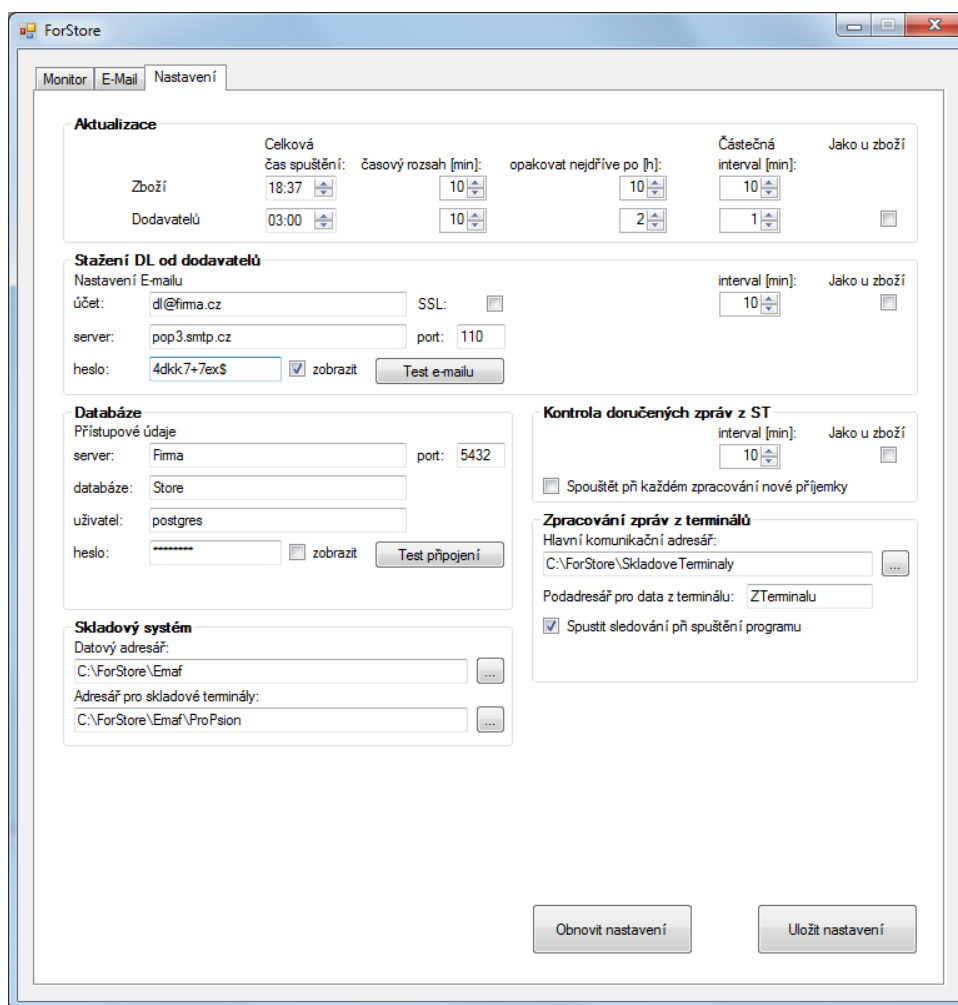 ForStore
Monitor E-Mail Nastavení
Aktualizace
Celková Částečná Jako u zboží
čas spuštění: časový rozsah [min]: opakovat nejdříve po [h]: interval [min]:
Zboží 18:37 10 10 10
Dodavatelů 03:00 10 2 1
Stažení DL od dodavatelů
Nastavení E-mailu interval [min]: Jako u zboží
účet: dl@firma.cz SSL: 10
server: pop3.smtp.cz port: 110
heslo: 4dkk7+7ex$ zobrazit Test e-mailu
Databáze
Přístupové údaje
server: Firma port: 5432
databáze: Store
uživatel: postgres
heslo: ******** zobrazit Test připojení
Kontrola doručených zpráv z ST
interval [min]: Jako u zboží
10
Spouštět při každém zpracování nové příjemky
Zpracování zpráv z terminálů
Hlavní komunikační adresář:
C:\ForStore\SkladoveTerminaly ...
Podadresář pro data z terminálu: ZTerminalu
Spustit sledování při spuštění programu
Skladový systém
Datový adresář:
C:\ForStore\Emaf ...
Adresář pro skladové terminály:
C:\ForStore\Emaf\ProPsion ...
Obnovit nastavení Uložit nastavení